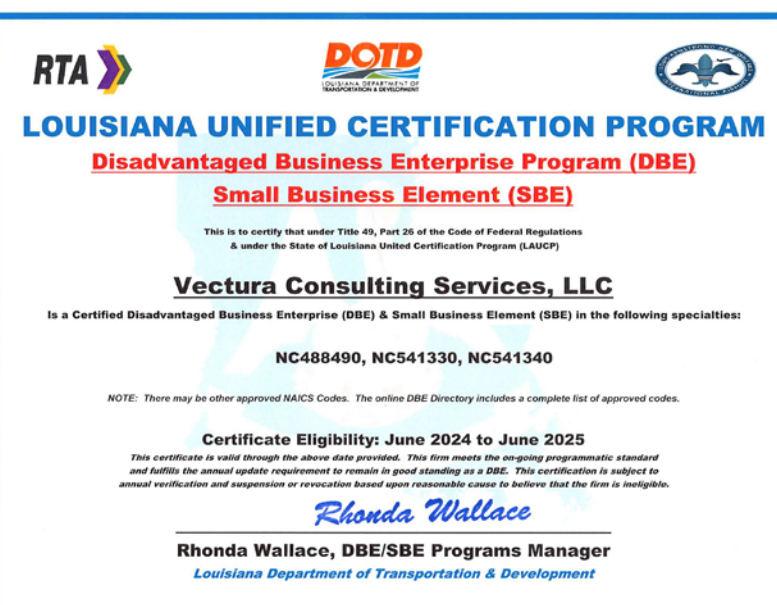 RTA
DOTD
LOUISIANA DEPARTMENT OF
TRANSPORTATION & DEVELOPMENT
LOUISIANA UNIFIED CERTIFICATION PROGRAM
Disadvantaged Business Enterprise Program (DBE)
Small Business Element (SBE)
This is to certify that under Title 49, Part 26 of the Code of Federal Regulations
& under the State of Louisiana United Certification Program (LAUCP)
Vectura Consulting Services, LLC
Is a Certified Disadvantaged Business Enterprise (DBE) & Small Business Element (SBE) in the following specialties:
NC488490, NC541330, NC541340
NOTE: There may be other approved NAICS Codes. The online DBE Directory includes a complete list of approved codes.
Certificate Eligibility: June 2024 to June 2025
This certificate is valid through the above date provided. This firm meets the on-going programmatic standard
and fulfills the annual update requirement to remain in good standing as a DBE. This certification is subject to
annual verification and suspension or revocation based upon reasonable cause to believe that the firm is ineligible.
Rhonda Wallace
Rhonda Wallace, DBE/SBE Programs Manager
Louisiana Department of Transportation & Development